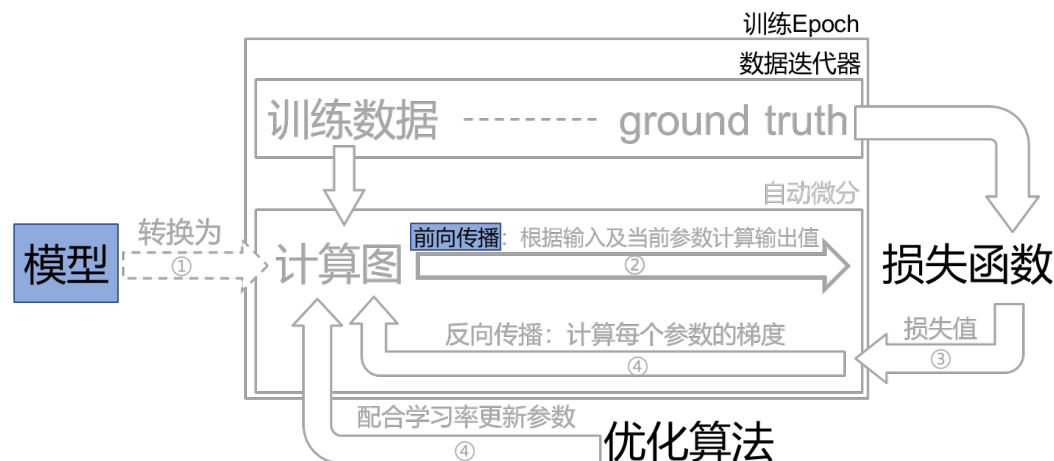 训练Epoch
数据迭代器
训练数据 --------- ground truth
自动微分
模型
转换为
①
计算图
前向传播：根据输入及当前参数计算输出值
②
损失函数
反向传播：计算每个参数的梯度
④
损失值
③
配合学习率更新参数
④
优化算法